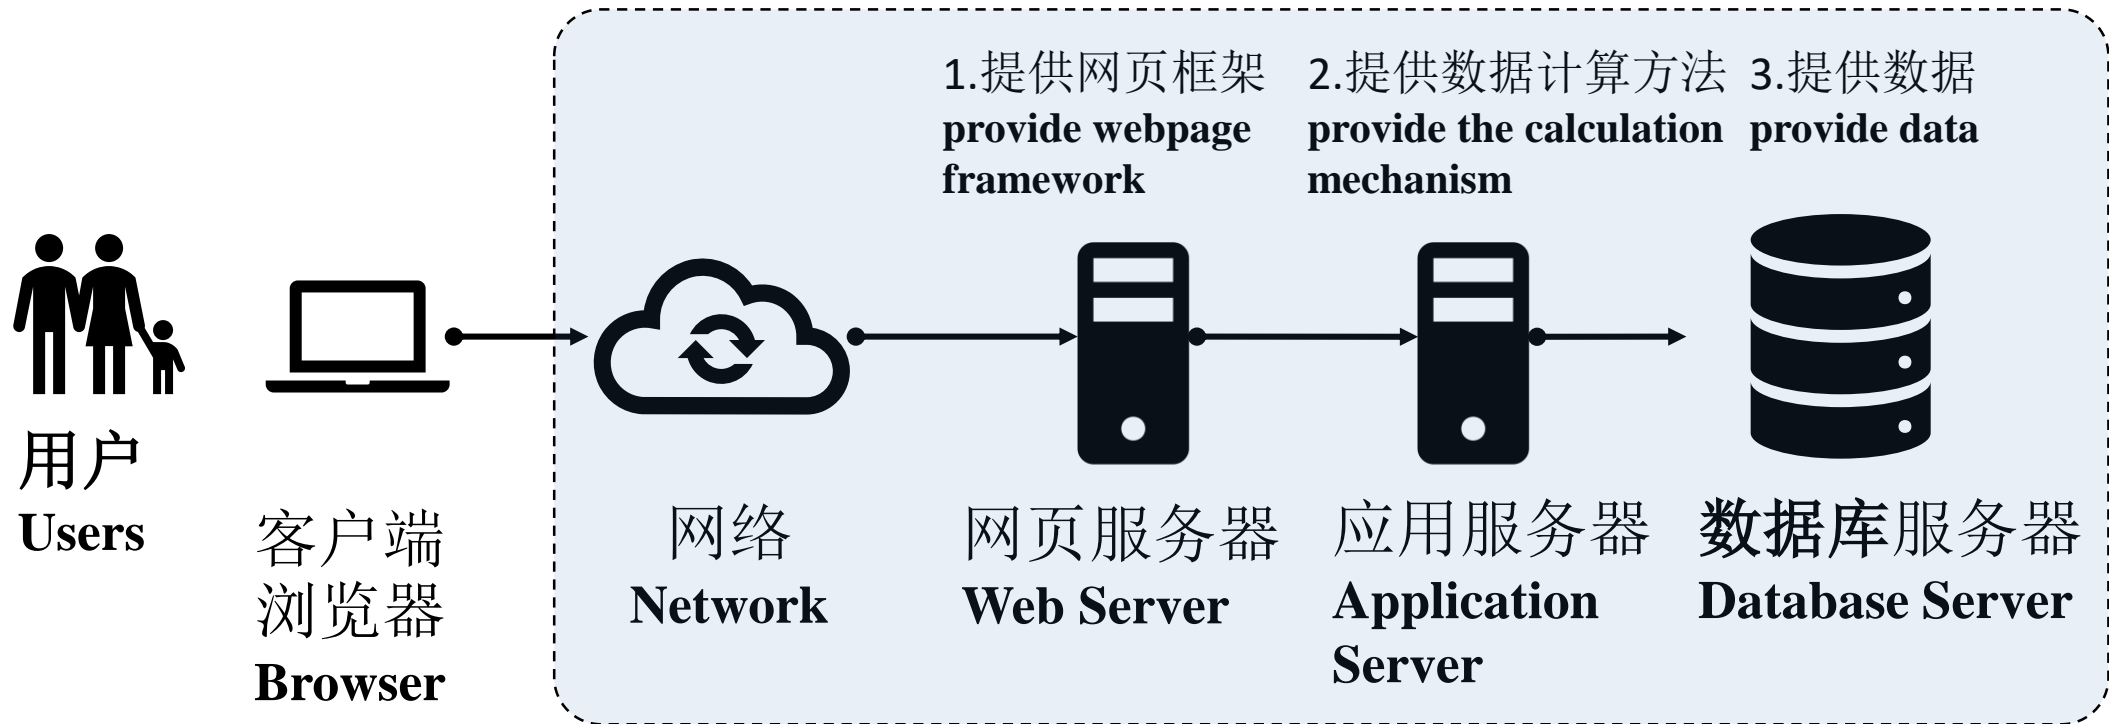 1.提供网页框架
provide webpage
framework
2.提供数据计算方法
provide the calculation
mechanism
3.提供数据
provide data
用户
Users
客户端
浏览器
Browser
网络
Network
网页服务器
Web Server
应用服务器
Application
Server
数据库服务器
Database Server